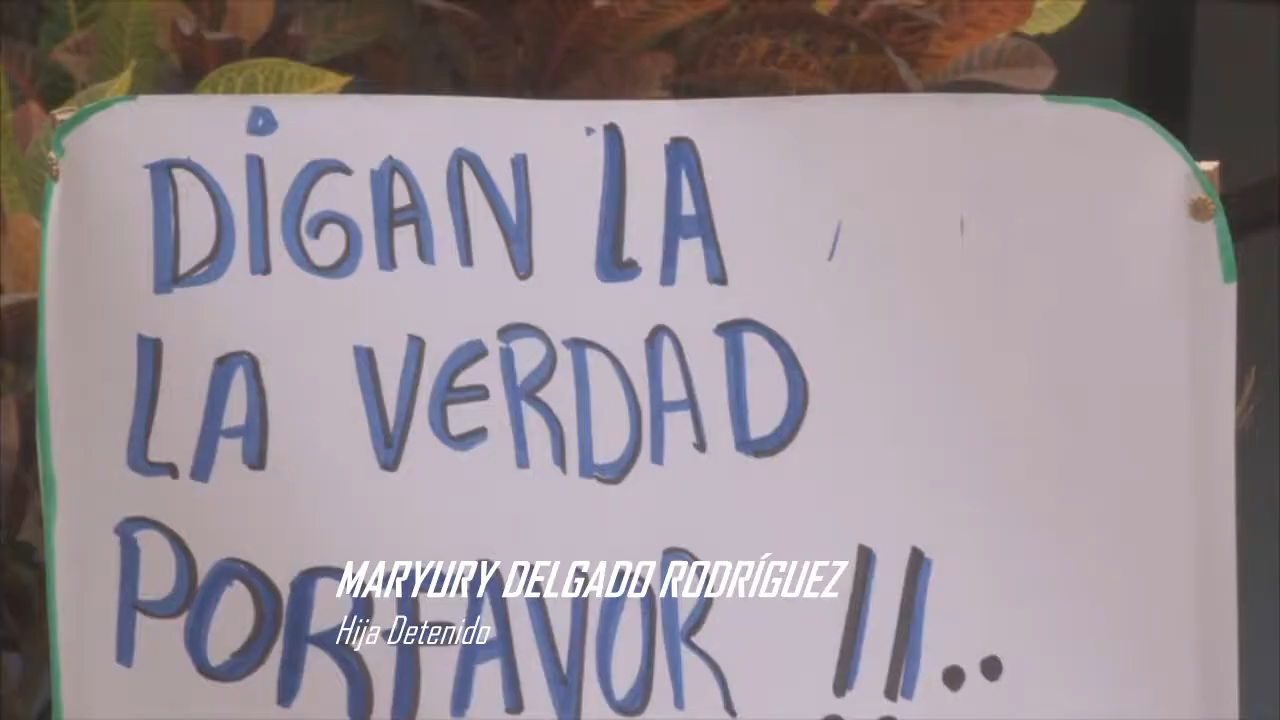 DiGAN LA
LA VERDAD
PORFAVOR !!..
MARYURY DELGADO RODRÍGUEZ
Hija Detenido